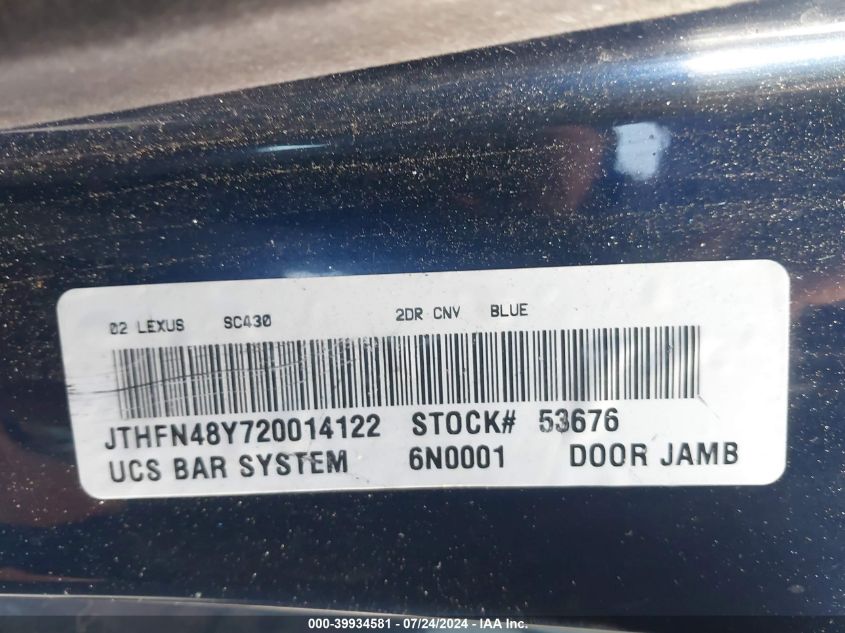 02 LEXUS SC430 2DR CNV BLUE
JTHFN48Y720014122 STOCK# 53676
UCS BAR SYSTEM 6N0001 DOOR JAMB
000-39934581 - 07/24/2024 - IAA Inc.